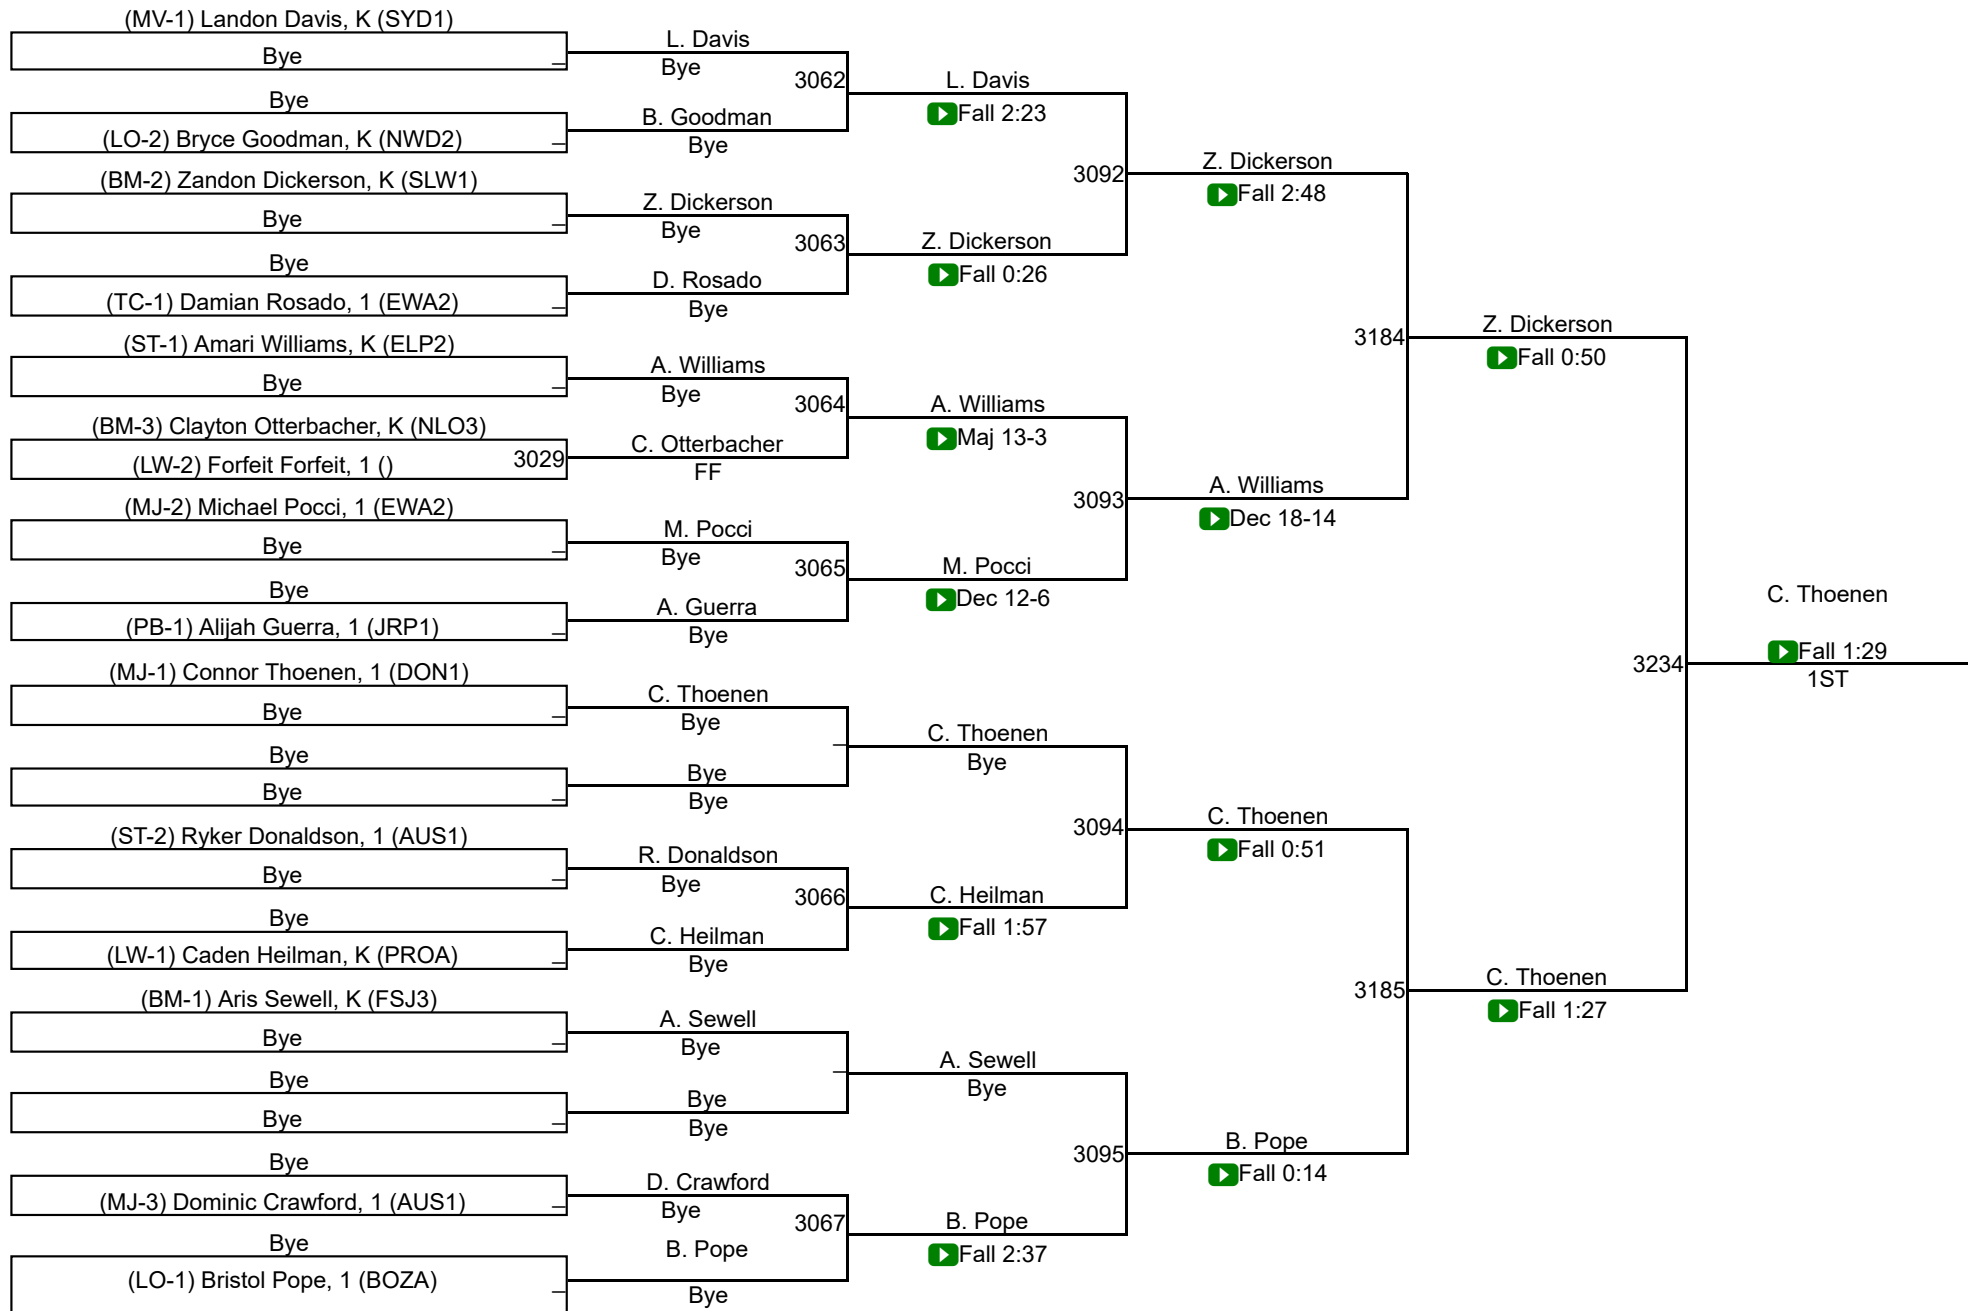 (MV-1) Landon Davis, K (SYD1)
Bye
Bye
(LO-2) Bryce Goodman, K (NWD2)
(BM-2) Zandon Dickerson, K (SLW1)
Bye
Bye
(TC-1) Damian Rosado, 1 (EWA2)
(ST-1) Amari Williams, K (ELP2)
Bye
(BM-3) Clayton Otterbacher, K (NLO3)
(LW-2) Forfeit Forfeit, 1 ()
3029
(MJ-2) Michael Pocci, 1 (EWA2)
Bye
Bye
(PB-1) Alijah Guerra, 1 (JRP1)
(MJ-1) Connor Thoenen, 1 (DON1)
Bye
Bye
Bye
(ST-2) Ryker Donaldson, 1 (AUS1)
Bye
Bye
(LW-1) Caden Heilman, K (PROA)
(BM-1) Aris Sewell, K (FSJ3)
Bye
Bye
Bye
Bye
(MJ-3) Dominic Crawford, 1 (AUS1)
Bye
(LO-1) Bristol Pope, 1 (BOZA)
L. Davis
Bye
3062
B. Goodman
Bye
Z. Dickerson
Bye
3063
D. Rosado
Bye
A. Williams
Bye
3064
C. Otterbacher
FF
M. Pocci
Bye
3065
A. Guerra
Bye
C. Thoenen
Bye
Bye
Bye
R. Donaldson
Bye
3066
C. Heilman
Bye
A. Sewell
Bye
Bye
Bye
D. Crawford
Bye
3067
B. Pope
Bye
L. Davis
Fall 2:23
3092
Z. Dickerson
Fall 0:26
A. Williams
Maj 13-3
3093
M. Pocci
Dec 12-6
C. Thoenen
Bye
3094
C. Heilman
Fall 1:57
A. Sewell
Bye
3095
B. Pope
Fall 2:37
Z. Dickerson
Fall 2:48
3184
A. Williams
Dec 18-14
C. Thoenen
Fall 0:51
3185
B. Pope
Fall 0:14
Z. Dickerson
Fall 0:50
3234
C. Thoenen
Fall 1:27
C. Thoenen
Fall 1:29
1ST